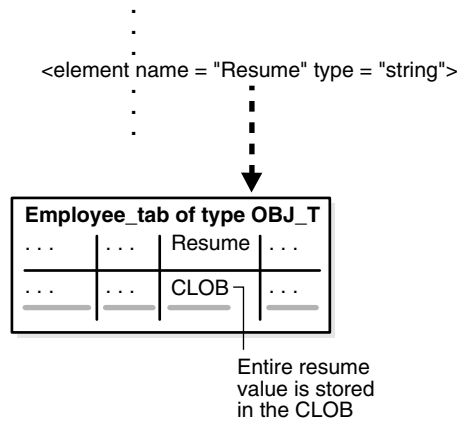 .
.
.
<element name = "Resume" type = "string">
.
.
.
Employee_tab of type OBJ_T
. . . . . . Resume . . .
. . . . . . CLOB . . .
Entire resume
value is stored
in the CLOB